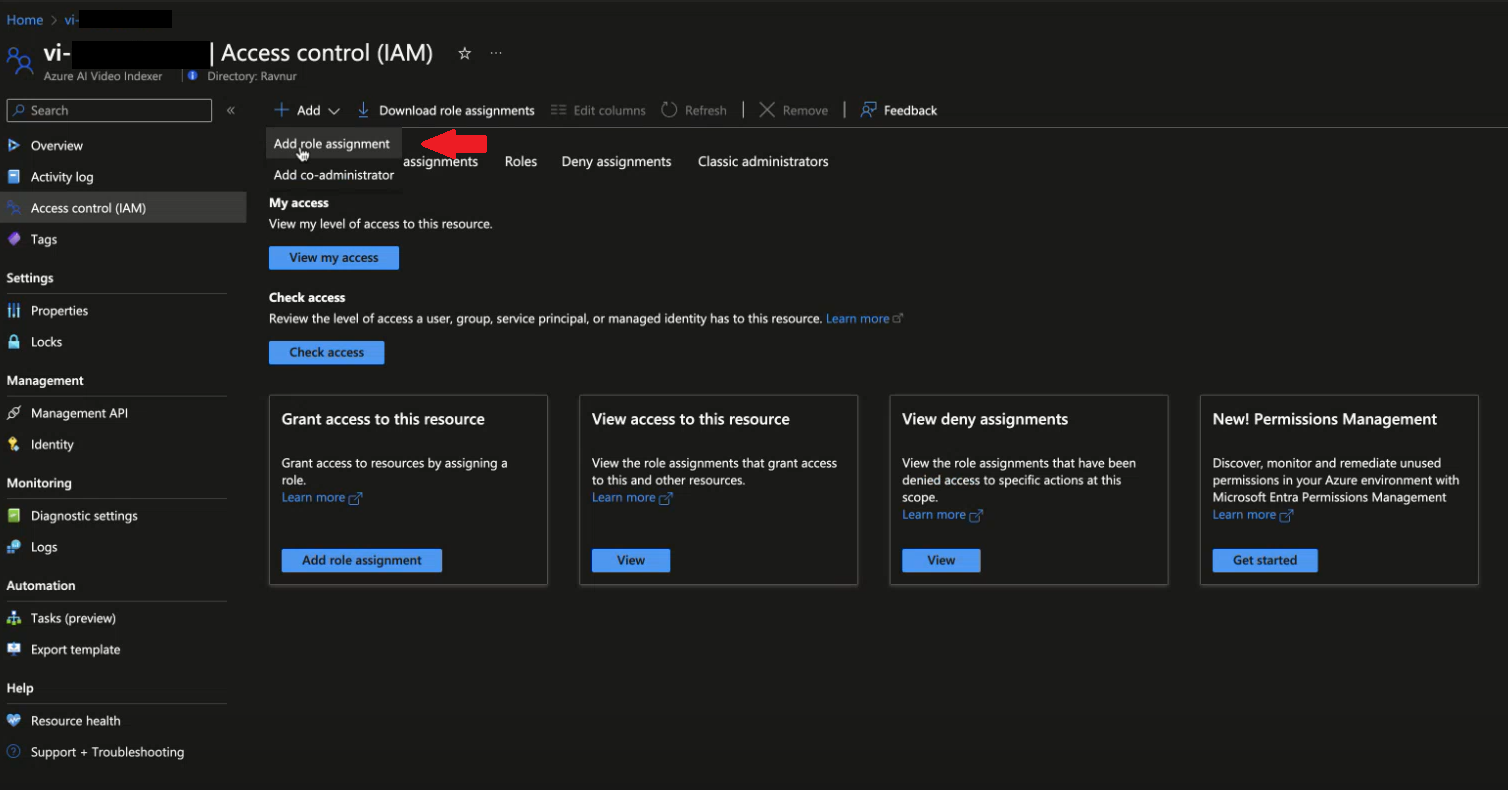 Home > vi-
vi- | Access control (IAM) ☆ ...
Azure AI Video Indexer | Directory: Ravnur
Search «
+ Add Download role assignments Edit columns Refresh | Remove | Feedback
Add role assignment
Add co-administrator
assignments Roles Deny assignments Classic administrators
Overview
Activity log
Access control (IAM)
Tags
Settings
Properties
Locks
Management
Management API
Identity
Monitoring
Diagnostic settings
Logs
Automation
Tasks (preview)
Export template
Help
Resource health
Support + Troubleshooting
My access
View my level of access to this resource.
View my access
Check access
Review the level of access a user, group, service principal, or managed identity has to this resource. Learn more
Check access
Grant access to this resource
Grant access to resources by assigning a
role.
Learn more
Add role assignment
View access to this resource
View the role assignments that grant access
to this and other resources.
Learn more
View
View deny assignments
View the role assignments that have been
denied access to specific actions at this
scope.
Learn more
View
New! Permissions Management
Discover, monitor and remediate unused
permissions in your Azure environment with
Microsoft Entra Permissions Management
Learn more
Get started